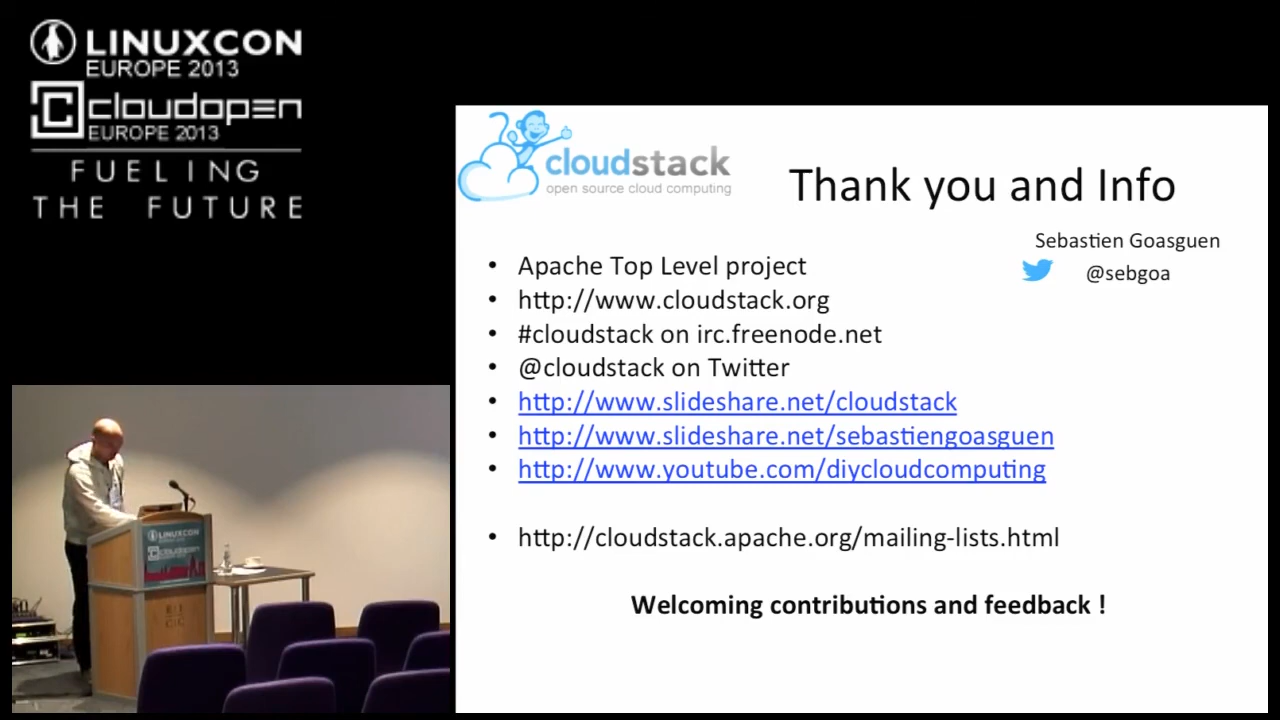 LINUXCON
EUROPE 2013
cloudopen
EUROPE 2013
FUELING
THE FUTURE
cloudstack
open source cloud computing
Thank you and Info
Sebastien Goasguen
@sebgoa
• Apache Top Level project
• http://www.cloudstack.org
• #cloudstack on irc.freenode.net
• @cloudstack on Twitter
• http://www.slideshare.net/cloudstack
• http://www.slideshare.net/sebastiengoasguen
• http://www.youtube.com/diycloudcomputing
• http://cloudstack.apache.org/mailing-lists.html
Welcoming contributions and feedback !
LINUXCON
cloudopen